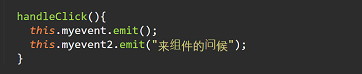 handleClick(){
this.myevent.emit();
this.myevent2.emit("来组件的问候");
}